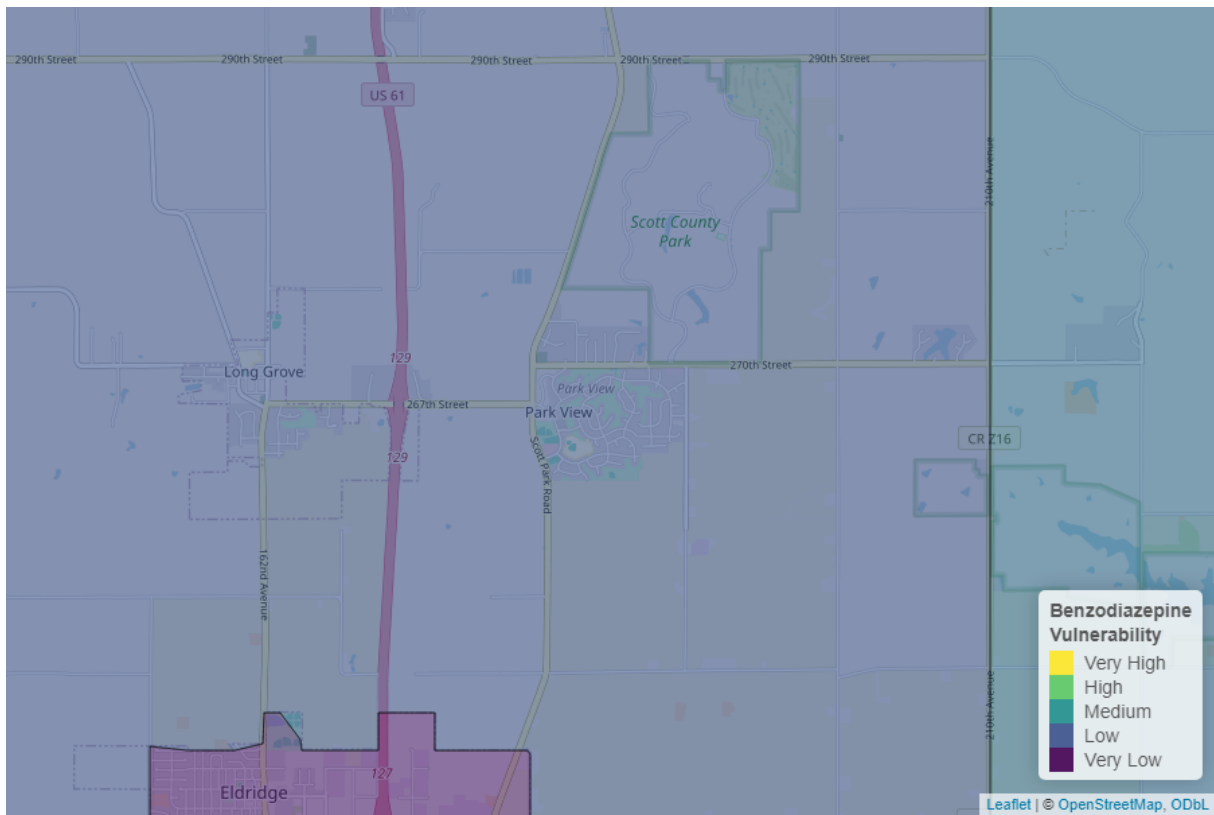 290th Street
290th Street
290th Street
290th Street
290th Street
US 61
210th Avenue
Scott County
Park
129
270th Street
Long Grove
Park View
267th Street
Park View
CR Z16
129
Scott Park Road
162nd Avenue
210th Avenue
127
Eldridge
Benzodiazepine
Vulnerability
Very High
High
Medium
Low
Very Low
Leaflet | © OpenStreetMap, ODbL